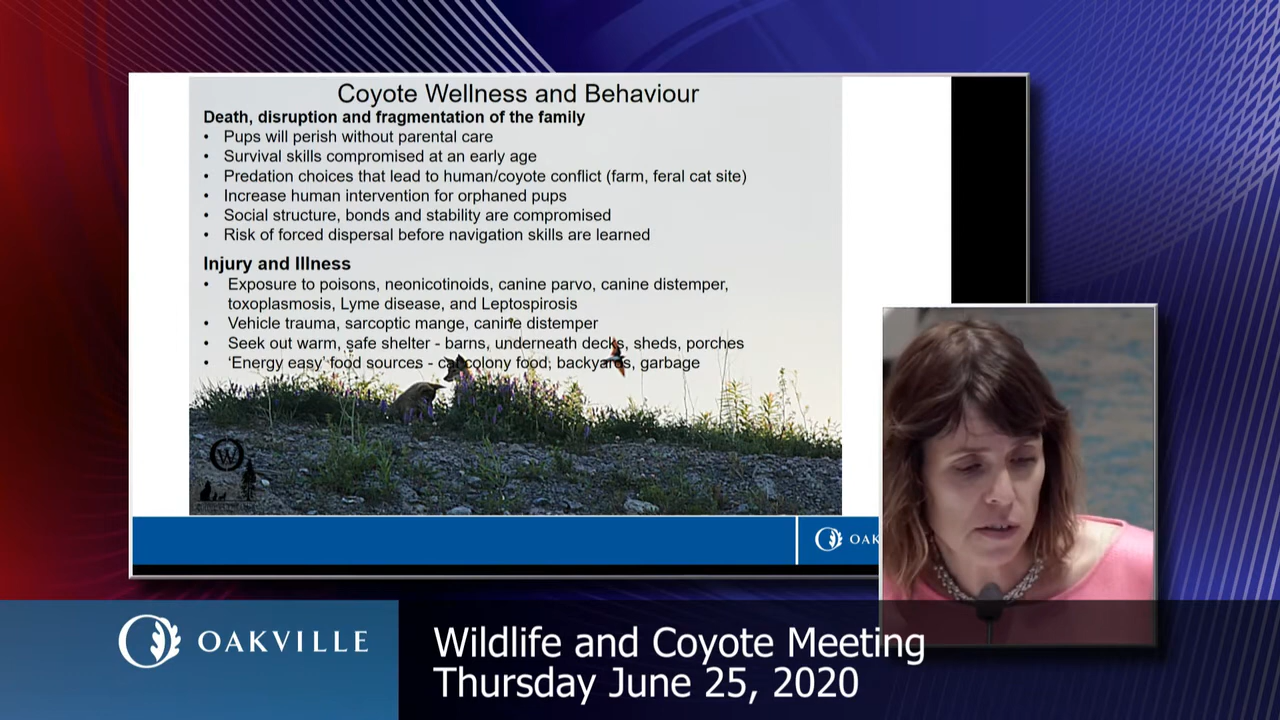 Coyote Wellness and Behaviour
Death, disruption and fragmentation of the family
• Pups will perish without parental care
• Survival skills compromised at an early age
• Predation choices that lead to human/coyote conflict (farm, feral cat site)
• Increase human intervention for orphaned pups
• Social structure, bonds and stability are compromised
• Risk of forced dispersal before navigation skills are learned
Injury and Illness
• Exposure to poisons, neonicotinoids, canine parvo, canine distemper,
toxoplasmosis, Lyme disease, and Leptospirosis
• Vehicle trauma, sarcoptic mange, canine distemper
• Seek out warm, safe shelter - barns, underneath decks, sheds, porches
• ‘Energy easy’ food sources - cat colony food; backyards, garbage
OAK
OAKVILLE
Wildlife and Coyote Meeting
Thursday June 25, 2020